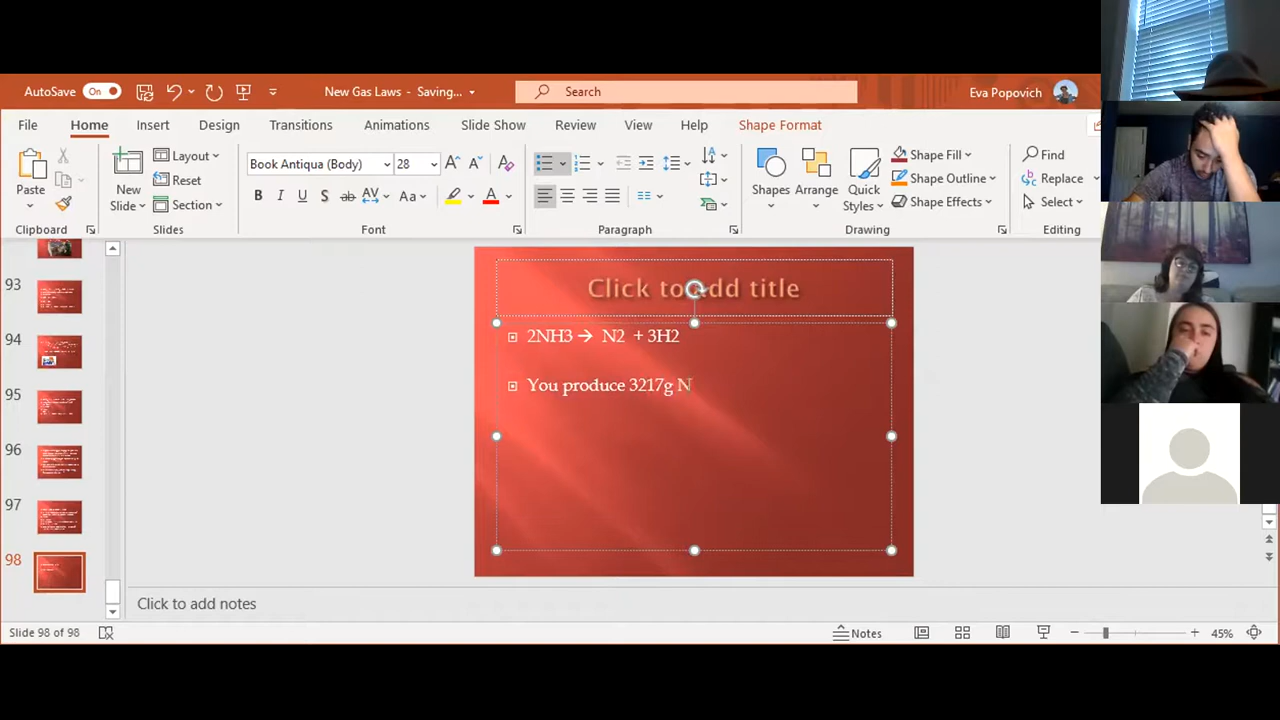 AutoSave On New Gas Laws - Saving... Search Eva Popovich
File Home Insert Design Transitions Animations Slide Show Review View Help Shape Format
Book Antiqua (Body) 28
Paste New Slide Layout Reset Section
B I U S ab AV Aa A
Shapes Arrange Quick Styles Shape Fill Shape Outline Shape Effects
Find Replace Select
Clipboard Slides Font Paragraph Drawing Editing
93
94
95
96
97
98
Click to add title
2NH3 → N2 + 3H2
You produce 3217g N
Click to add notes
Slide 98 of 98 Notes 45%